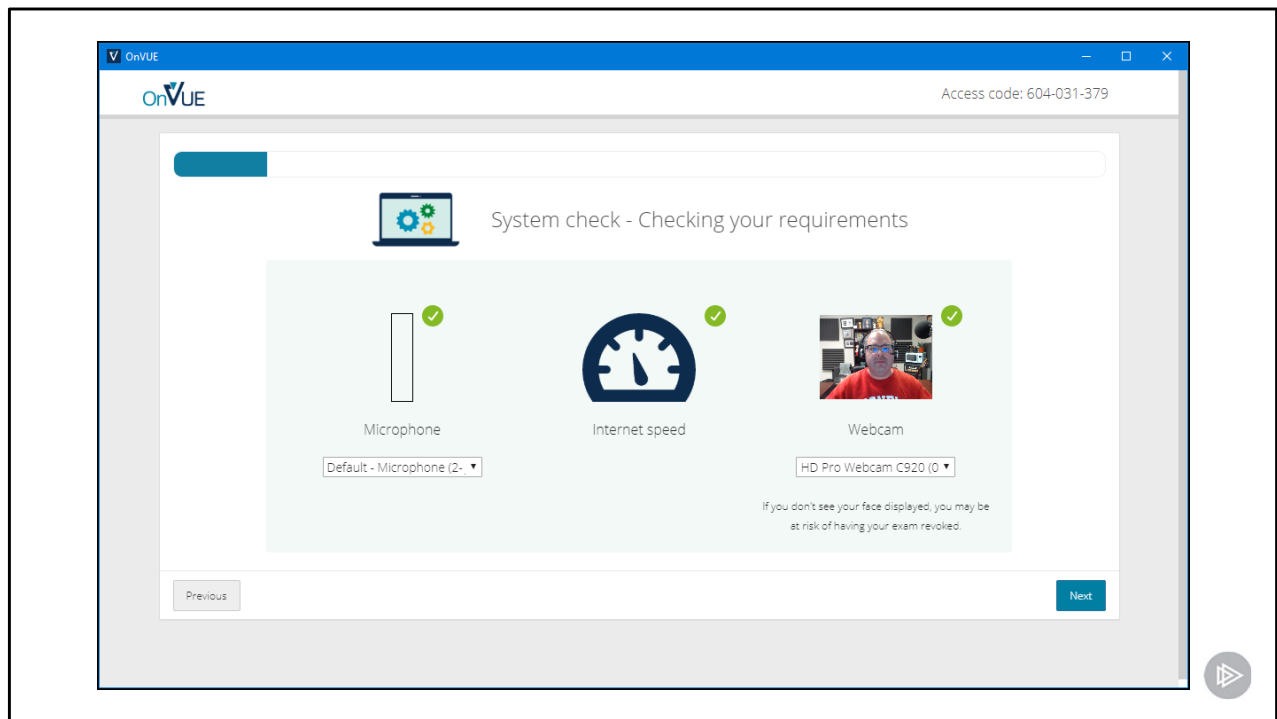 OnVUE
OnVUE
Access code: 604-031-379
System check - Checking your requirements
Microphone
Internet speed
Webcam
Default - Microphone (2-
HD Pro Webcam C920 (0
If you don't see your face displayed, you may be
at risk of having your exam revoked.
Previous
Next